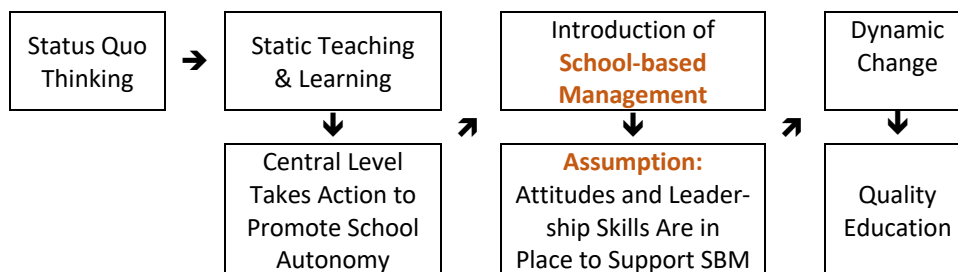 Status Quo
Thinking
➔
Static Teaching
& Learning
Central Level
Takes Action to
Promote School
Autonomy
Introduction of
School-based
Management
Assumption:
Attitudes and Leader-
ship Skills Are in
Place to Support SBM
Dynamic
Change
Quality
Education